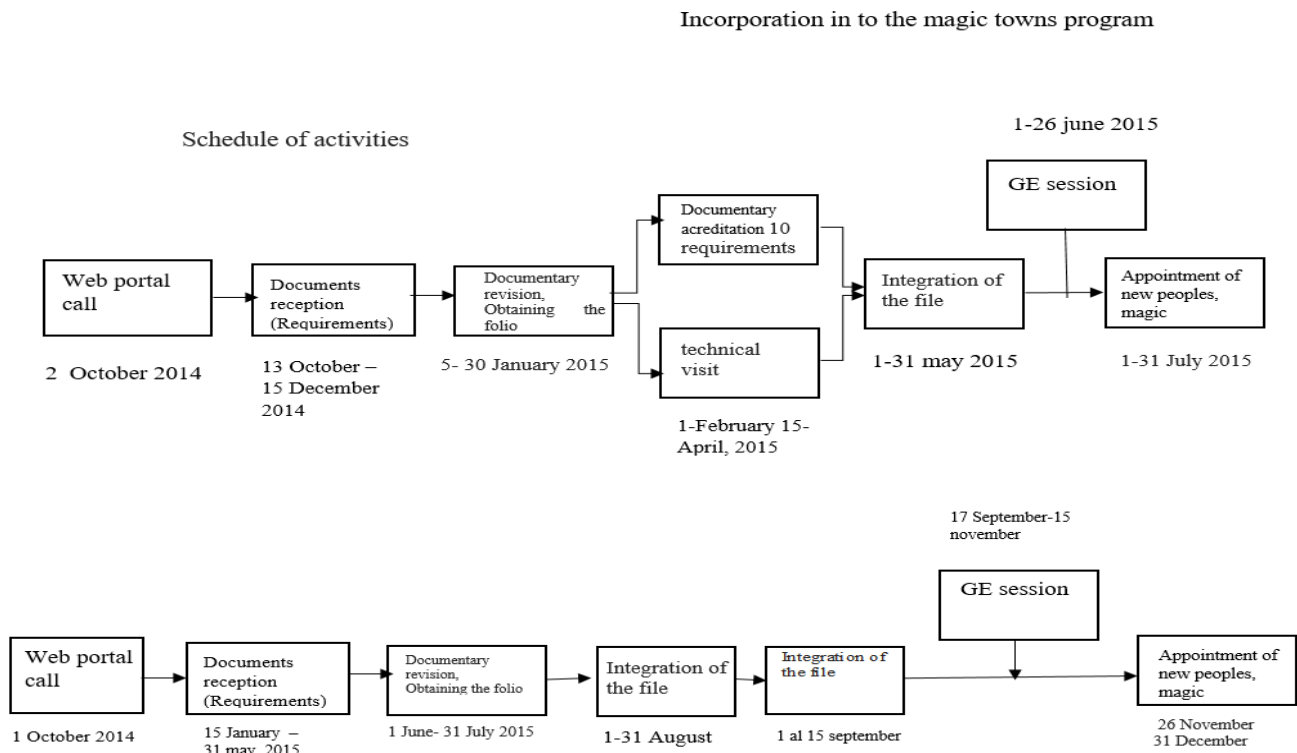 Incorporation in to the magic towns program
Schedule of activities
1-26 june 2015
GE session
Web portal
call
2 October 2014
Documents
reception
(Requirements)
13 October –
15 December
2014
Documentary
revision,
Obtaining the
folio
5- 30 January 2015
Documentary
acreditation 10
requirements
technical
visit
1-February 15-
April, 2015
Integration of
the file
1-31 may 2015
Appointment of
new peoples,
magic
1-31 July 2015
17 September-15
november
GE session
Web portal
call
1 October 2014
Documents
reception
(Requirements)
15 January –
31 may, 2015
Documentary
revision,
Obtaining the folio
1 June- 31 July 2015
Integration of
the file
1-31 August
Integration of
the file
1 al 15 september
Appointment of
new peoples,
magic
26 November
31 December